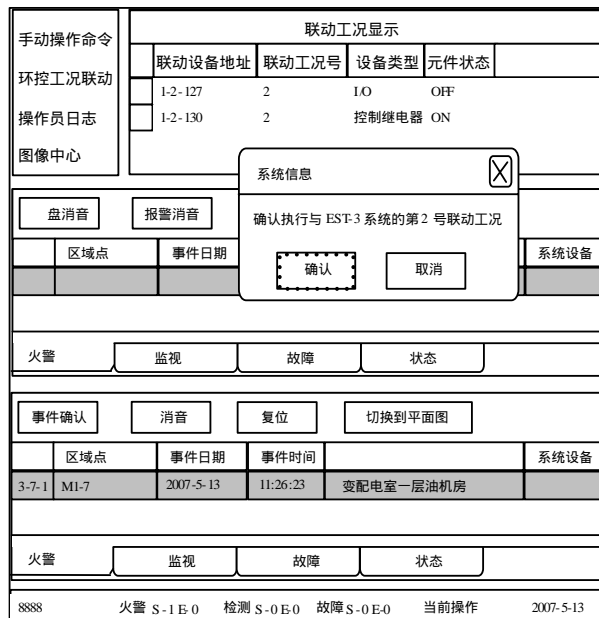 手动操作命令
环控工况联动
操作员日志
图像中心
联动工况显示
联动设备地址 联动工况号 设备类型 元件状态
1-2-127 2 I.O OFF
1-2-130 2 控制继电器 ON
系统信息
确认执行与 EST-3 系统的第 2 号联动工况
确认 取消
盘消音 报警消音
区域点 事件日期 系统设备
火警 监视 故障 状态
事件确认 消音 复位 切换到平面图
区域点 事件日期 事件时间 系统设备
3-7-1 M1-7 2007-5-13 11:26:23 变配电室一层油机房
火警 监视 故障 状态
8888 火警 S-1 E-0 检测 S-0 E-0 故障 S-0 E-0 当前操作 2007-5-13